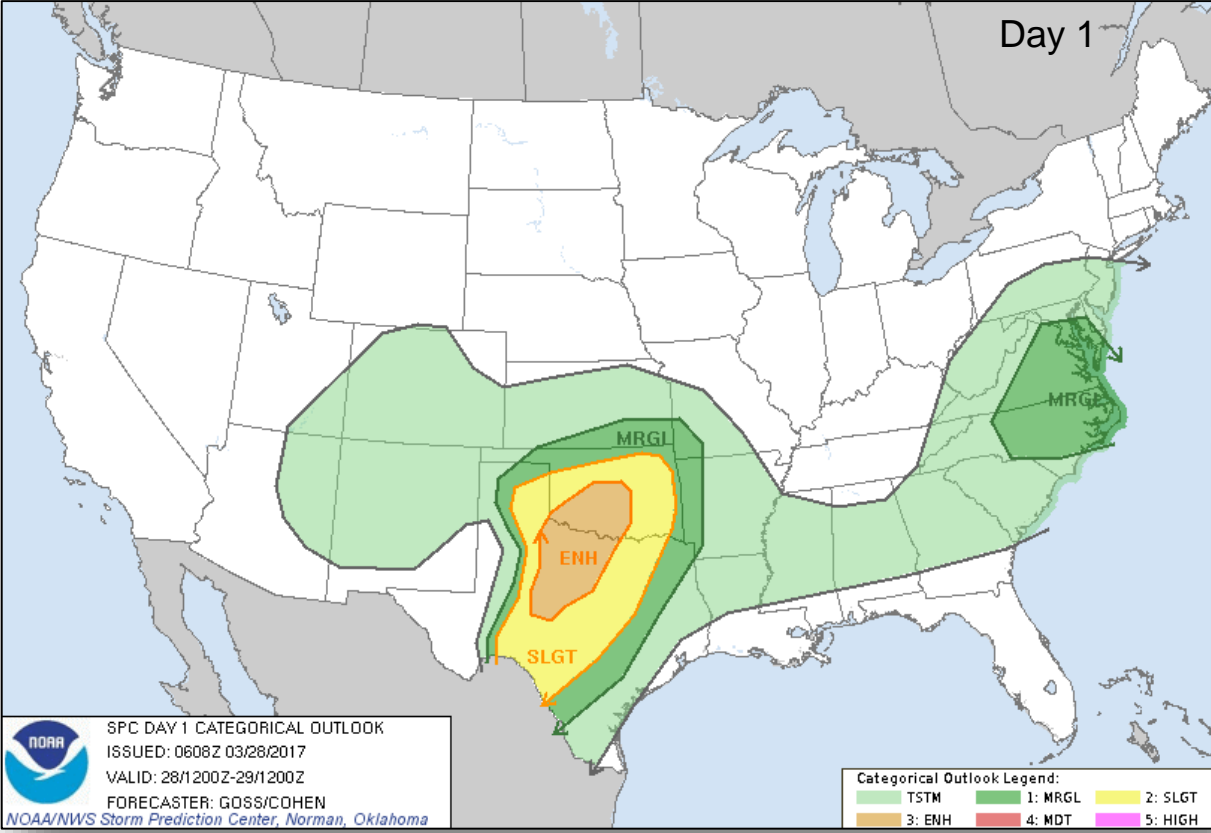 Day 1
MRGL
MRGL
ENH
SLGT
NOAA
SPC DAY 1 CATEGORICAL OUTLOOK
ISSUED: 0608Z 03/28/2017
VALID: 28/1200Z-29/1200Z
FORECASTER: GOSS/COHEN
NOAA/NWS Storm Prediction Center, Norman, Oklahoma
Categorical Outlook Legend:
TSTM 1: MRGL 2: SLGT
3: ENH 4: MDT 5: HIGH